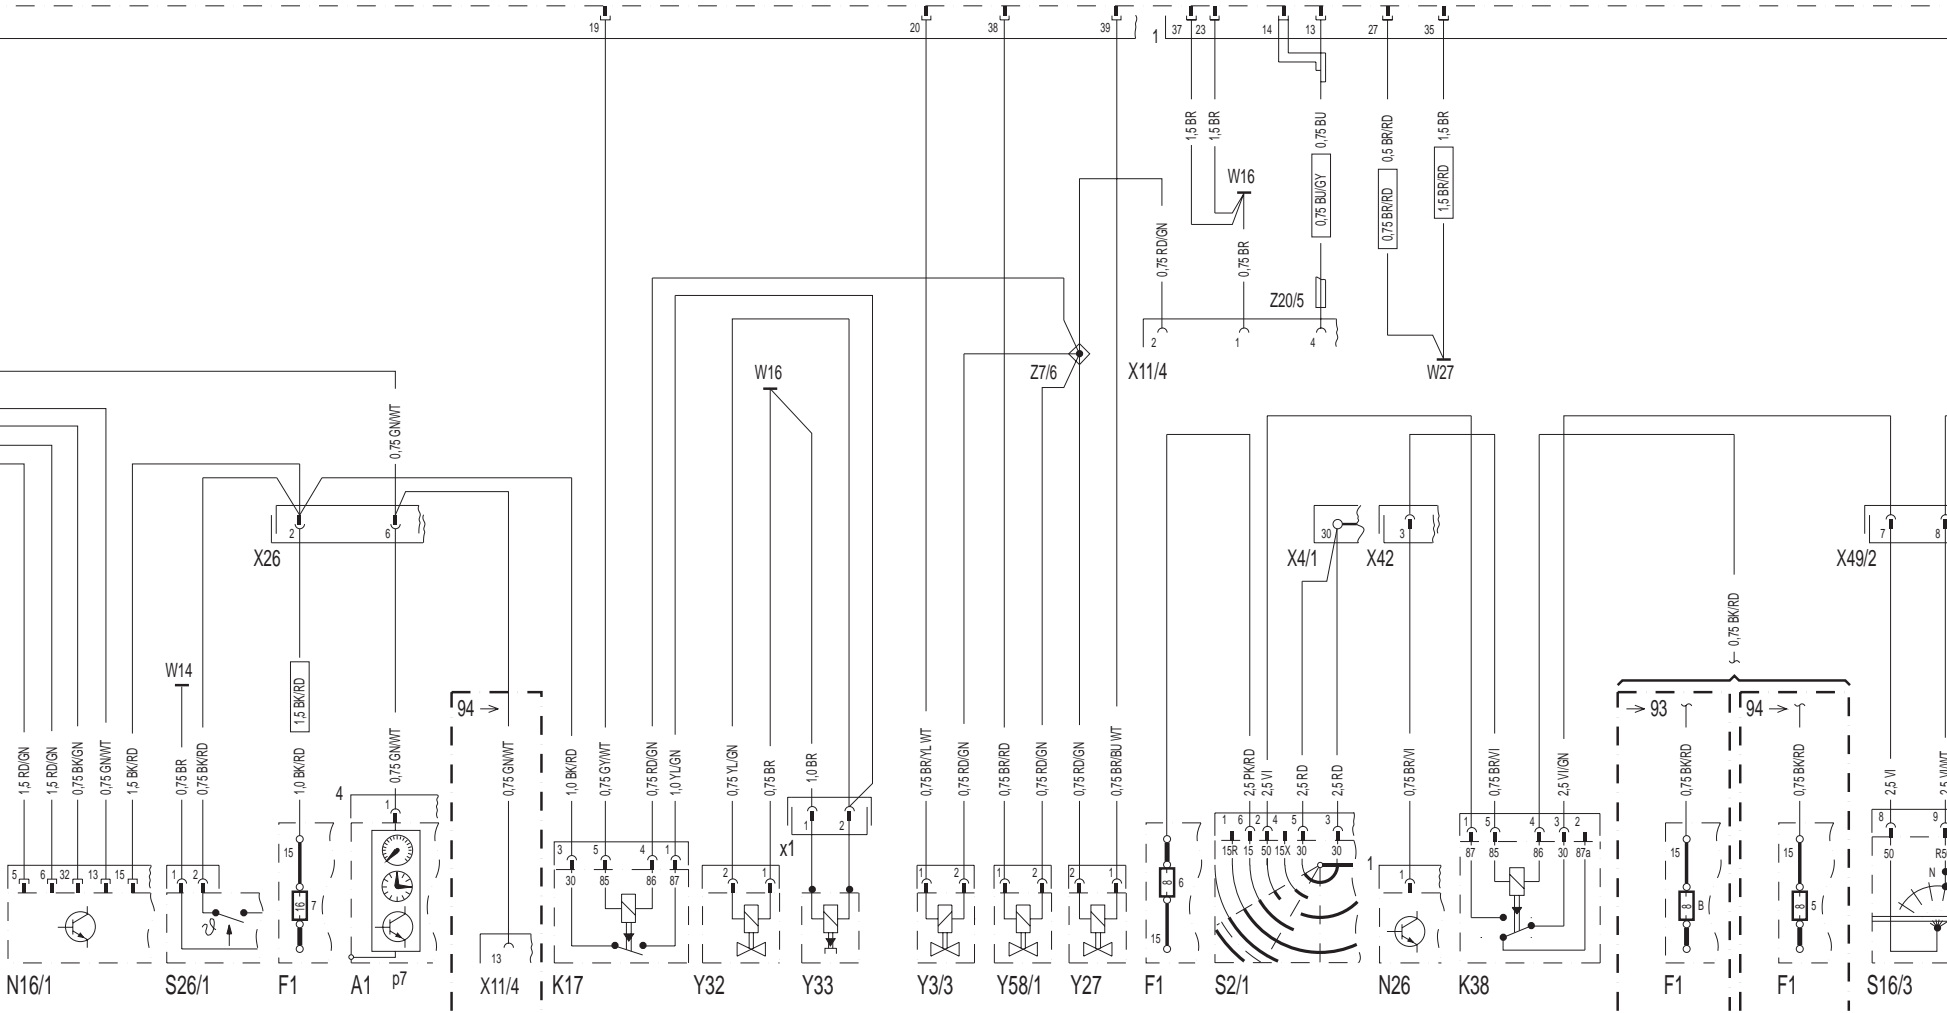 19
20
38
39
1
37
23
14
13
27
35
1,5 BR
1,5 BR
0,75 BU
0,5 BR/RD
1,5 BR
W16
0,75 BU/GY
0,75 BR/RD
1,5 BR/RD
0,75 RD/GN
0,75 BR
Z20/5
2
1
4
X11/4
W27
Z7/6
W16
0,75 GN/WT
2
6
X26
30
X4/1
3
X42
7
8
X49/2
0,75 BK/RD
W14
1,5 BK/RD
94
93
94
1,5 RD/GN
1,5 RD/GN
0,75 BK/GN
0,75 GN/WT
1,5 BK/RD
0,75 BR
0,75 BK/RD
1,0 BK/RD
0,75 GN/WT
0,75 GN/WT
1,0 BK/RD
0,75 GY/WT
0,75 RD/GN
1,0 YL/GN
0,75 YL/GN
0,75 BR
1,0 BR
0,75 BR/YL WT
0,75 RD/GN
0,75 BR/RD
0,75 RD/GN
0,75 RD/GN
0,75 BR/BU WT
2,5 PK/RD
2,5 VI
2,5 RD
2,5 RD
0,75 BR/VI
0,75 BR/VI
2,5 VI/GN
0,75 BK/RD
0,75 BK/RD
2,5 VI
2,5 VI/WT
4
1
1
2
x1
1 6 2 4 5 3
15R 15 50 15X 30 30
1 5 4 3 2
87 85 86 30 87a
8 9
50
N
5 6 32 13 15
1 2
15
16
7
3 5 4 1
30 85 86 87
2 1
1 2
1 2
2 1
8
6
15
1
1
15
8
B
15
8
5
13
N16/1
S26/1
F1
A1
p7
X11/4
K17
Y32
Y33
Y3/3
Y58/1
Y27
F1
S2/1
N26
K38
F1
F1
S16/3